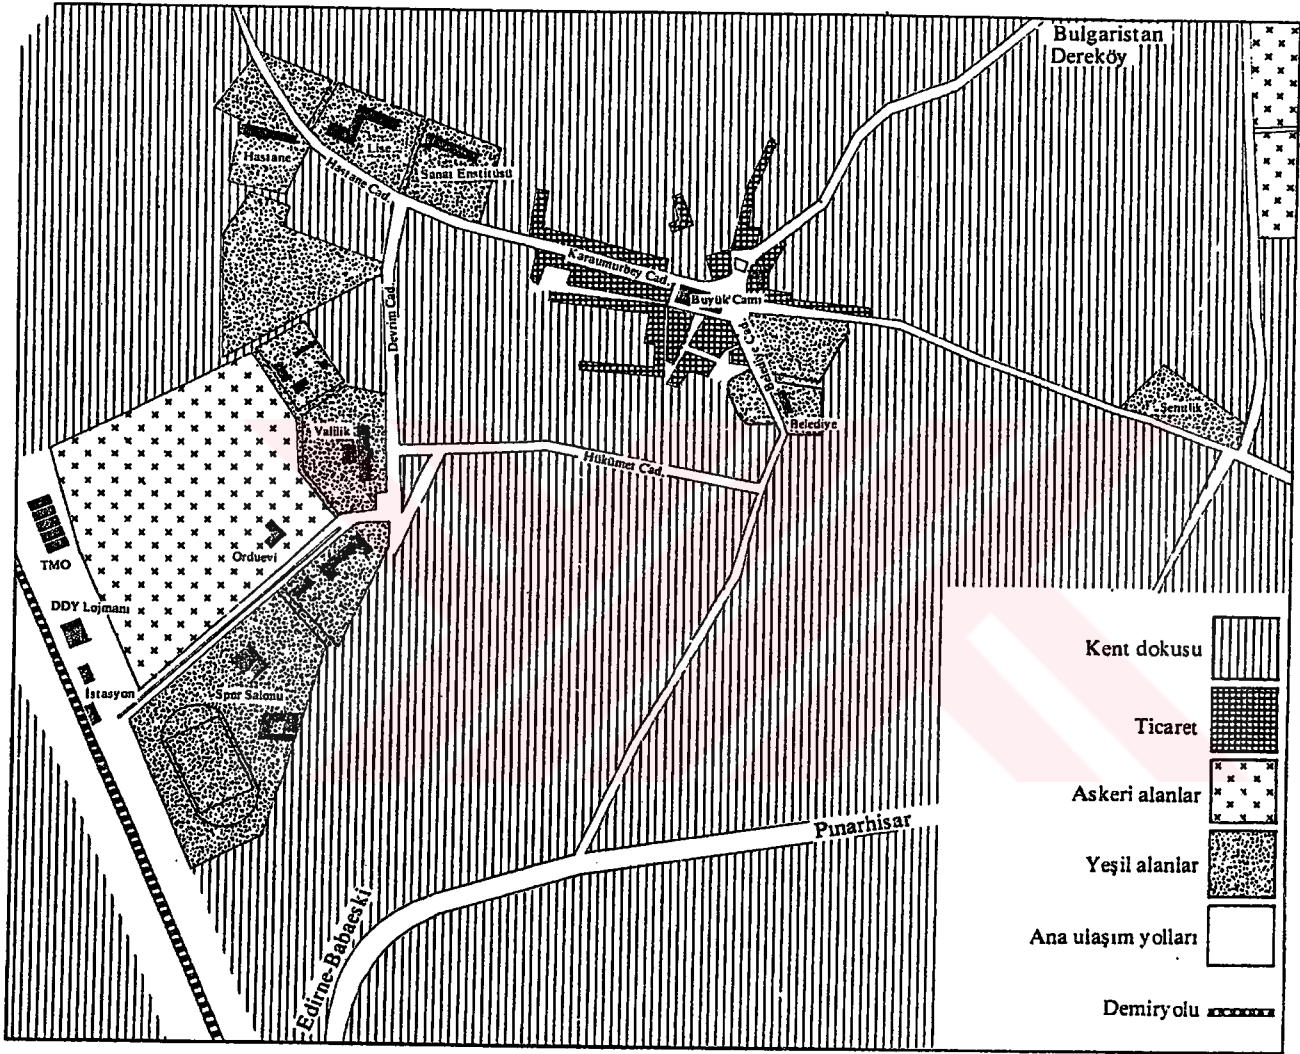 Bulgaristan
Dereköy
Hastane
Lise
Sanat Enstitüsü
Hastane Cad.
Karaumurbey Cad.
Büyük Cami
Devrim Cad.
Valilik
Belediye
Şenlik
Hükümet Cad.
Orduevi
TMO
DDY Lojmanı
İstasyon
Spor Salonu
Pınarhisar
Edirne-Babaeski
Kent dokusu
Ticaret
Askeri alanlar
Yeşil alanlar
Ana ulaşım yolları
Demiryolu